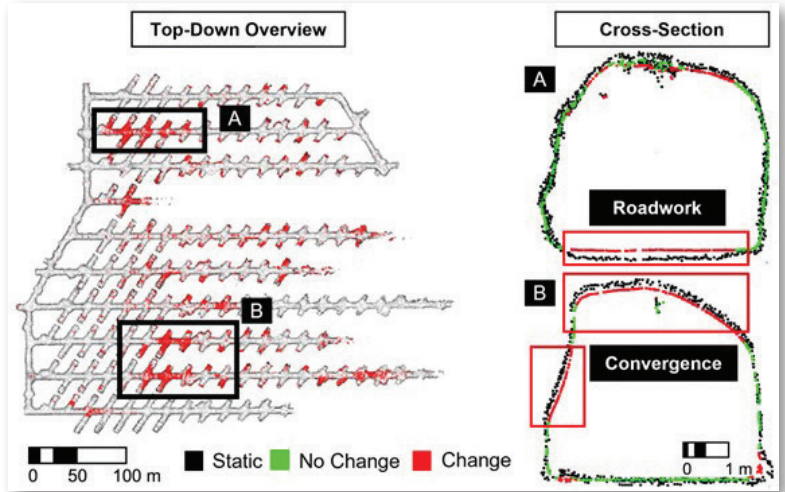 Top-Down Overview
Cross-Section
A
A
Roadwork
B
B
Convergence
0 50 100 m
Static No Change Change
0 1 m